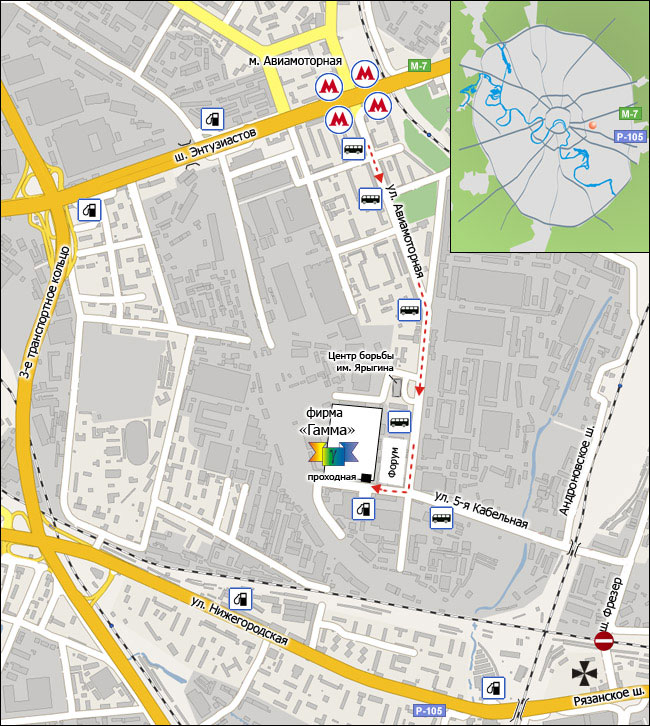 м. Авиамоторная
М-7
М
М
М
М
ш. Энтузиастов
М-7
Р-105
ул. Авиамоторная
3-е транспортное кольцо
Центр борьбы
им. Ярыгина
фирма
«Гамма»
γ
проходная
Форум
ул. 5-я Кабельная
Андроновское ш.
ул. Нижегородская
ш. Фрезер
Р-105
Рязанское ш.